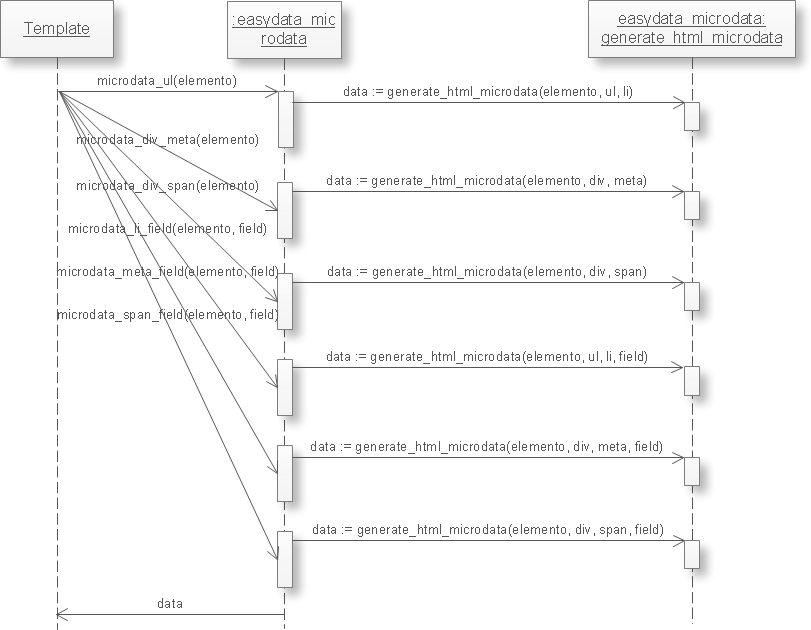 Template
:easydata_mic
rodata
easydata_microdata:
generate_html_microdata
microdata_ul(elemento)
data := generate_html_microdata(elemento, ul, li)
microdata_div_meta(elemento)
data := generate_html_microdata(elemento, div, meta)
microdata_div_span(elemento)
microdata_li_field(elemento, field)
data := generate_html_microdata(elemento, div, span)
microdata_meta_field(elemento, field)
microdata_span_field(elemento, field)
data := generate_html_microdata(elemento, ul, li, field)
data := generate_html_microdata(elemento, div, meta, field)
data := generate_html_microdata(elemento, div, span, field)
data